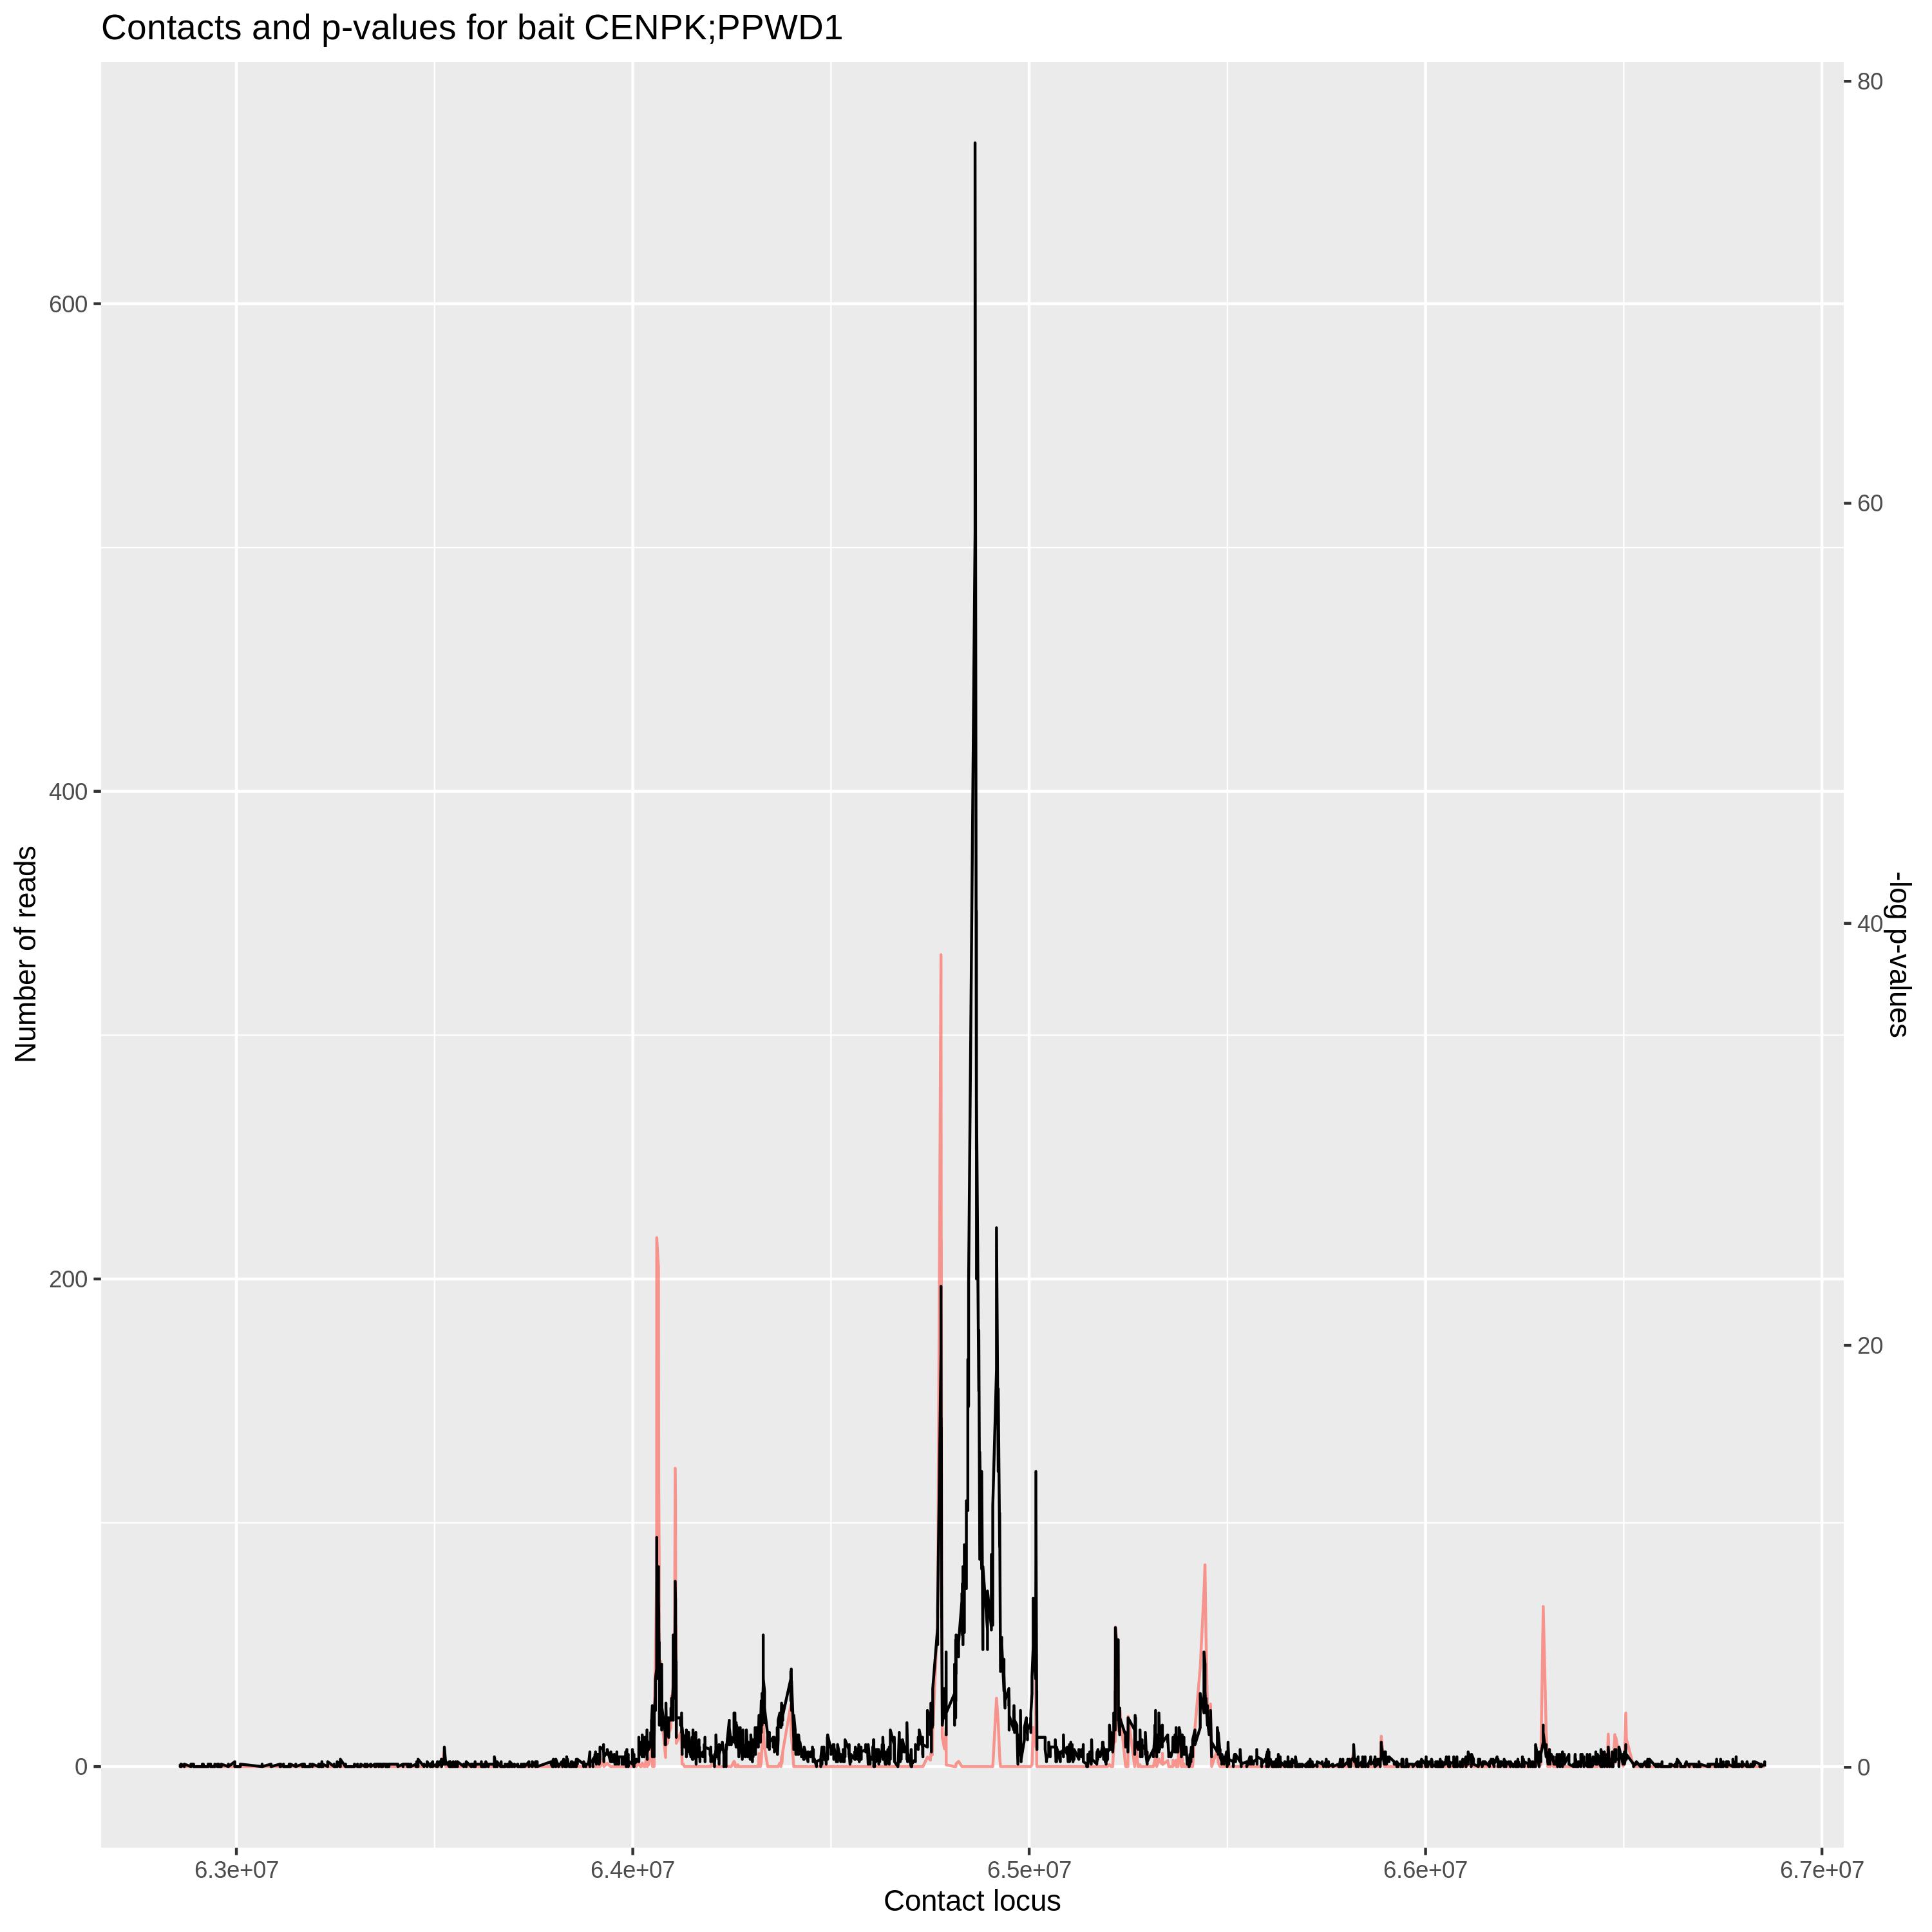 Contacts and p-values for bait CENPK;PPWD1
Number of reads
600
400
200
0
80
60
40
20
0
-log p-values
6.3e+07
6.4e+07
6.5e+07
6.6e+07
6.7e+07
Contact locus